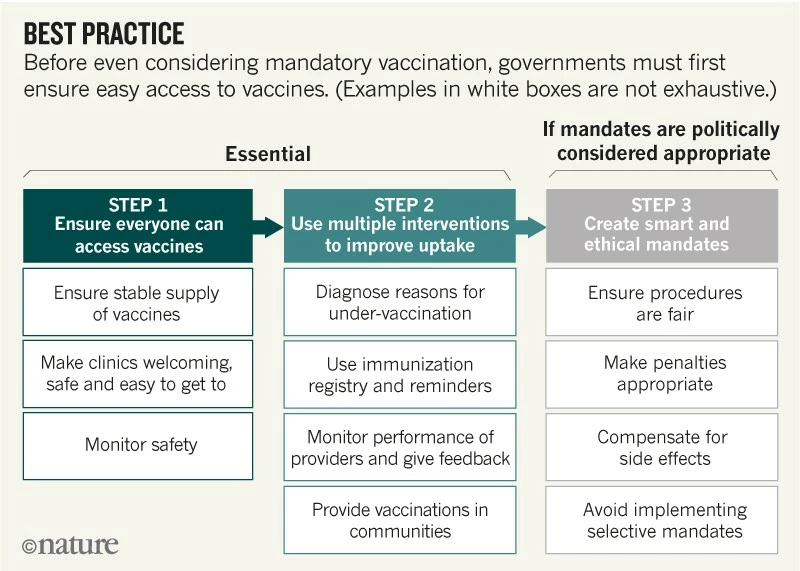 BEST PRACTICE
Before even considering mandatory vaccination, governments must first
ensure easy access to vaccines. (Examples in white boxes are not exhaustive.)
Essential
If mandates are politically
considered appropriate
STEP 1
Ensure everyone can
access vaccines
Ensure stable supply
of vaccines
Make clinics welcoming,
safe and easy to get to
Monitor safety
STEP 2
Use multiple interventions
to improve uptake
Diagnose reasons for
under-vaccination
Use immunization
registry and reminders
Monitor performance of
providers and give feedback
Provide vaccinations in
communities
STEP 3
Create smart and
ethical mandates
Ensure procedures
are fair
Make penalties
appropriate
Compensate for
side effects
Avoid implementing
selective mandates
©nature